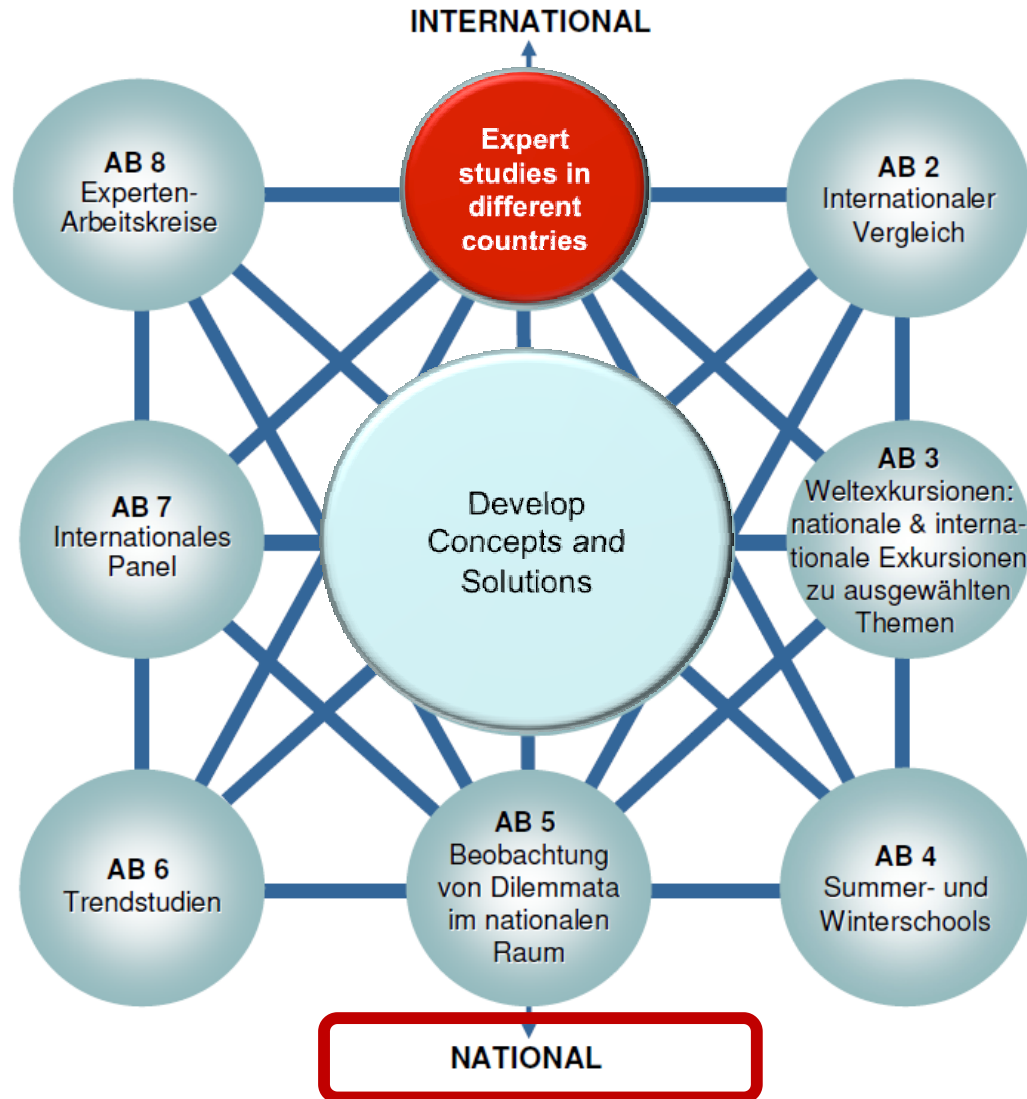 INTERNATIONAL
Expert
studies in
different
countries
AB 8
Experten-
Arbeitskreise
AB 2
Internationaler
Vergleich
AB 7
Internationales
Panel
Develop
Concepts and
Solutions
AB 3
Weltexkursionen:
nationale & interna-
tionale Exkursionen
zu ausgewählten
Themen
AB 6
Trendstudien
AB 5
Beobachtung
von Dilemmata
im nationalen
Raum
AB 4
Summer- und
Winterschools
NATIONAL